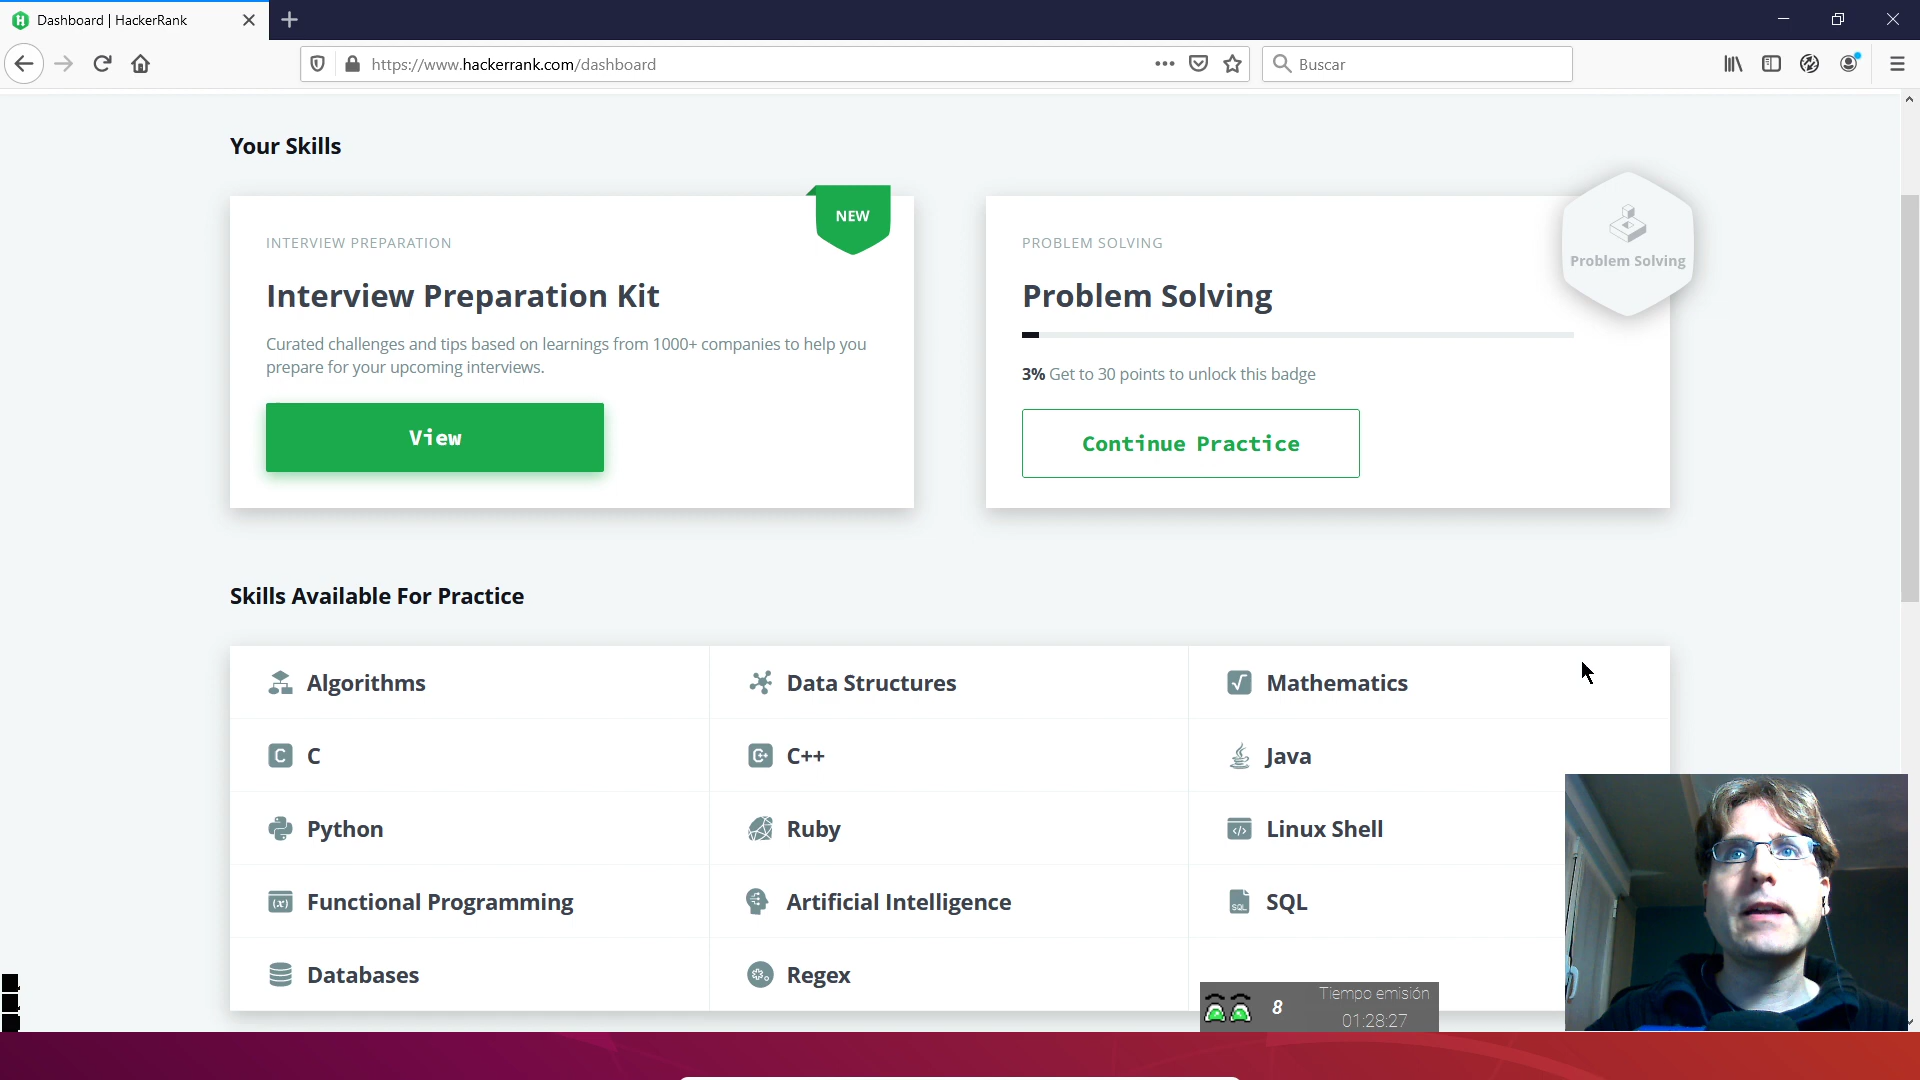 Dashboard | HackerRank
https://www.hackerrank.com/dashboard
Buscar
Your Skills
NEW
INTERVIEW PREPARATION
Interview Preparation Kit
Curated challenges and tips based on learnings from 1000+ companies to help you
prepare for your upcoming interviews.
View
PROBLEM SOLVING
Problem Solving
Problem Solving
3% Get to 30 points to unlock this badge
Continue Practice
Skills Available For Practice
Algorithms
Data Structures
Mathematics
C
C++
Java
Python
Ruby
Linux Shell
Functional Programming
Artificial Intelligence
SQL
Databases
Regex
8
Tiempo emisión
01:28:27